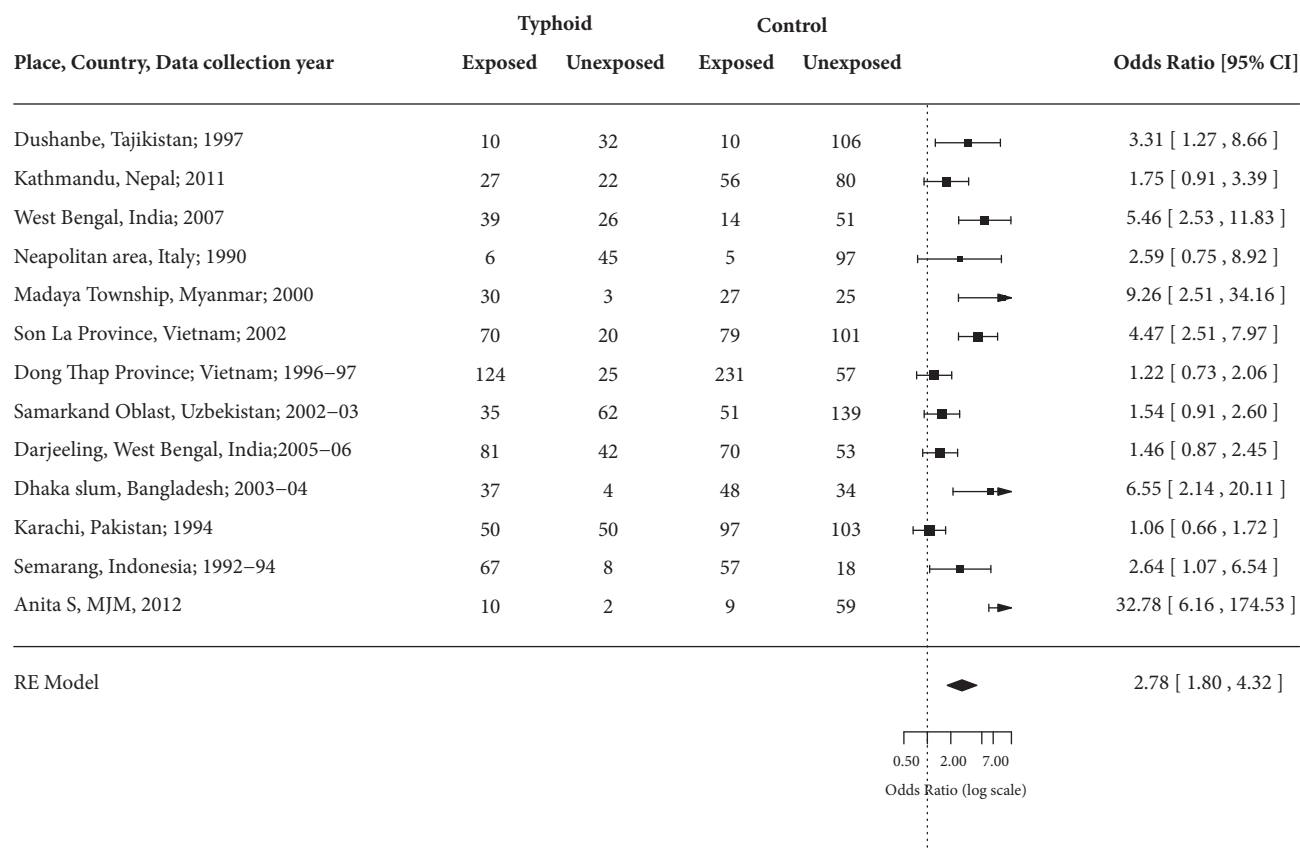 Typhoid Control
Place, Country, Data collection year Exposed Unexposed Exposed Unexposed Odds Ratio [95% CI]
Dushanbe, Tajikistan; 1997 10 32 10 106 3.31 [ 1.27 , 8.66 ]
Kathmandu, Nepal; 2011 27 22 56 80 1.75 [ 0.91 , 3.39 ]
West Bengal, India; 2007 39 26 14 51 5.46 [ 2.53 , 11.83 ]
Neapolitan area, Italy; 1990 6 45 5 97 2.59 [ 0.75 , 8.92 ]
Madaya Township, Myanmar; 2000 30 3 27 25 9.26 [ 2.51 , 34.16 ]
Son La Province, Vietnam; 2002 70 20 79 101 4.47 [ 2.51 , 7.97 ]
Dong Thap Province; Vietnam; 1996−97 124 25 231 57 1.22 [ 0.73 , 2.06 ]
Samarkand Oblast, Uzbekistan; 2002−03 35 62 51 139 1.54 [ 0.91 , 2.60 ]
Darjeeling, West Bengal, India;2005−06 81 42 70 53 1.46 [ 0.87 , 2.45 ]
Dhaka slum, Bangladesh; 2003−04 37 4 48 34 6.55 [ 2.14 , 20.11 ]
Karachi, Pakistan; 1994 50 50 97 103 1.06 [ 0.66 , 1.72 ]
Semarang, Indonesia; 1992−94 67 8 57 18 2.64 [ 1.07 , 6.54 ]
Anita S, MJM, 2012 10 2 9 59 32.78 [ 6.16 , 174.53 ]
RE Model 2.78 [ 1.80 , 4.32 ]
0.50 2.00 7.00
Odds Ratio (log scale)